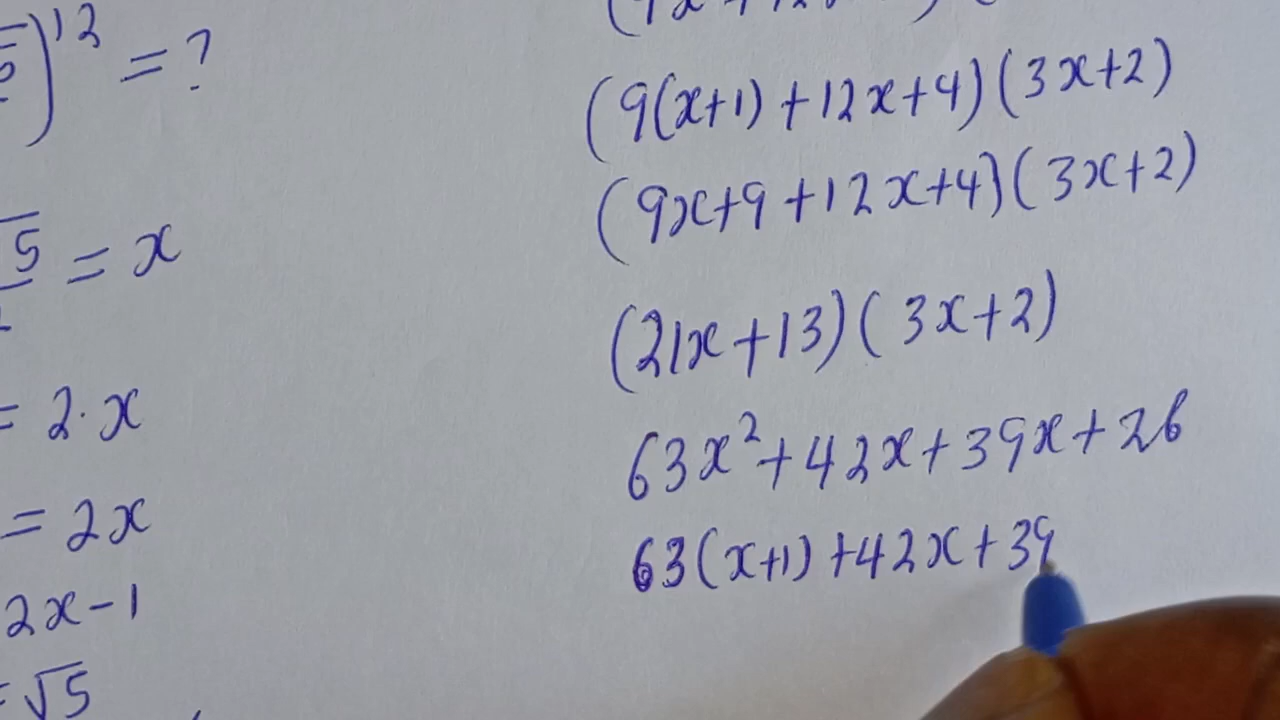 )^12 = ?
5 = x
= 2·x
= 2x
2x-1
= √5
(9(x+1)+12x+4)(3x+2)
(9x+9+12x+4)(3x+2)
(21x+13)(3x+2)
63x²+42x+39x+26
63(x+1)+42x+39